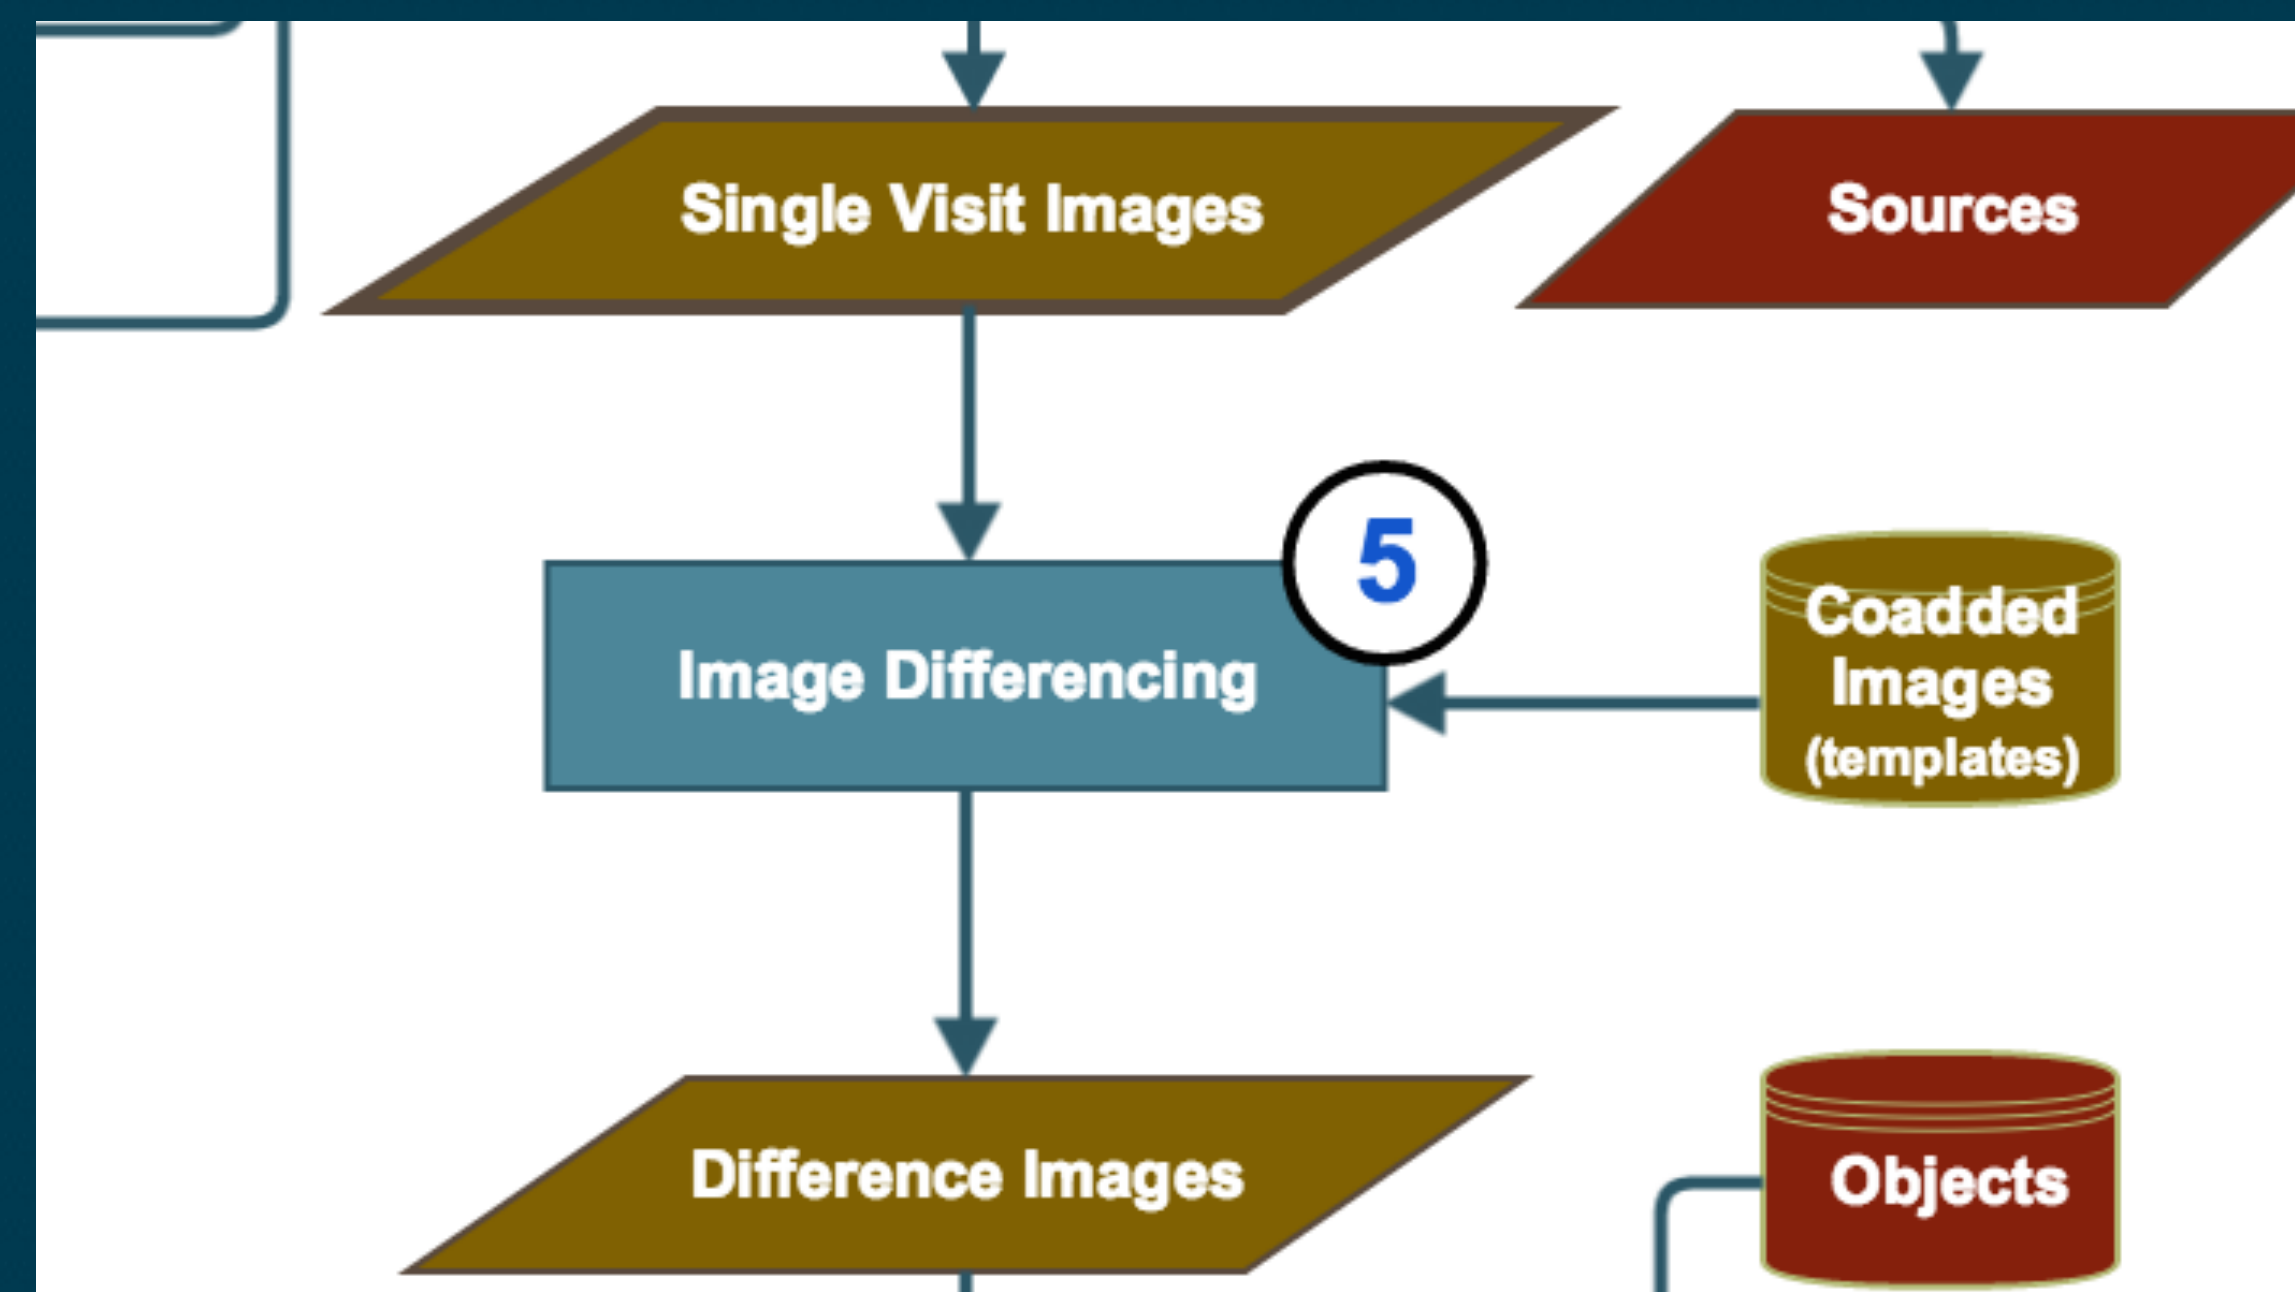 Single Visit Images
Sources
5
Image Differencing
Coadded
Images
(templates)
Difference Images
Objects